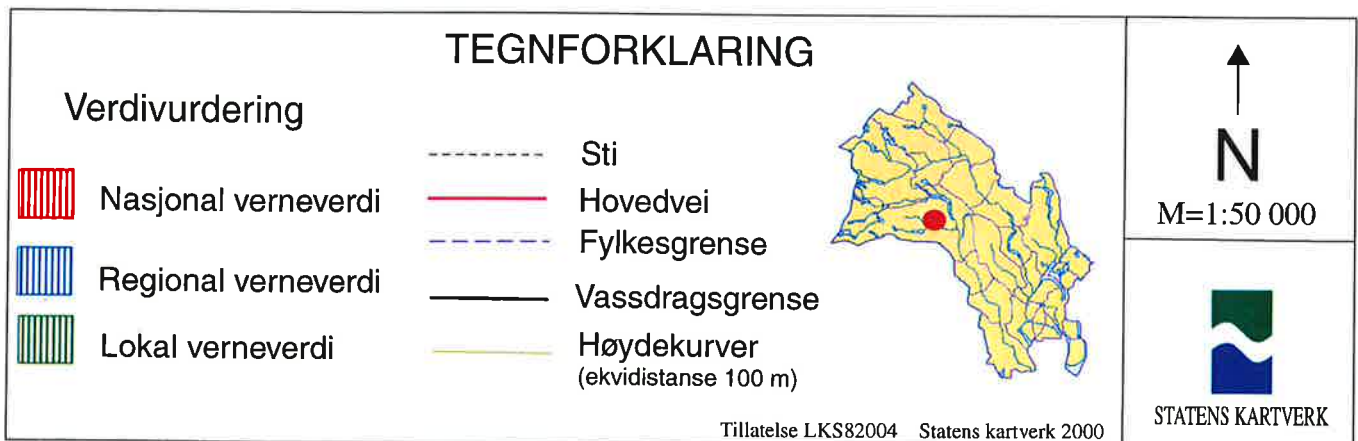 TEGNFORKLARING
Verdivurdering
Nasjonal verneverdi
Regional verneverdi
Lokal verneverdi
Sti
Hovedvei
Fylkesgrense
Vassdragsgrense
Høydekurver
(ekvidistanse 100 m)
Tillatelse LKS82004 Statens kartverk 2000
N
M=1:50 000
STATENS KARTVERK